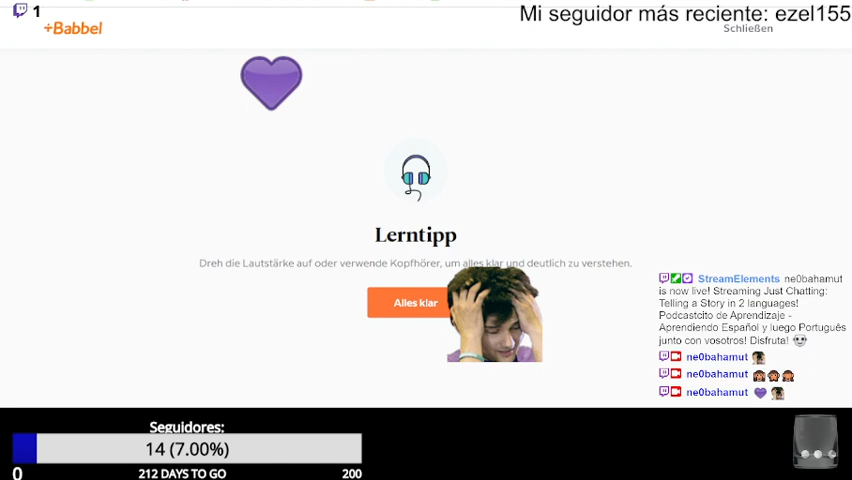 1
Mi seguidor más reciente: ezel155
÷Babbel
Schließen
Lerntipp
Dreh die Lautstärke auf oder verwende Kopfhörer, um alles klar und deutlich zu verstehen.
Alles klar
StreamElements ne0bahamut
is now live! Streaming Just Chatting:
Telling a Story in 2 languages!
Podcastcito de Aprendizaje -
Aprendiendo Español y luego Portugués
junto con vosotros! Disfruta!
ne0bahamut
ne0bahamut
ne0bahamut
Seguidores:
14 (7.00%)
0 212 DAYS TO GO 200